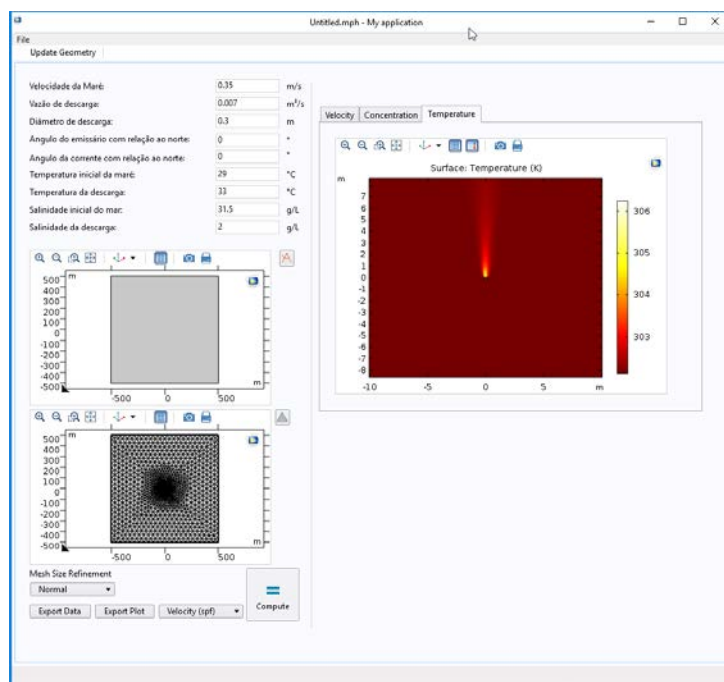 Untitled.mph - My application
File
Update Geometry
Velocidade da Maré: 0.35 m/s
Vazão de descarga: 0.007 m³/s
Diâmetro de descarga: 0.3 m
Angulo do emissário com relação ao norte: 0 °
Angulo da corrente com relação ao norte: 0 °
Temperatura inicial da maré: 29 °C
Temperatura da descarga: 33 °C
Salinidade inicial do mar: 31.5 g/L
Salinidade da descarga: 2 g/L
500 m
400
300
200
100
0
-100
-200
-300
-400
-500
-500 0 500 m
500 m
400
300
200
100
0
-100
-200
-300
-400
-500
-500 0 500 m
Mesh Size Refinement
Normal
Export Data Export Plot Velocity (spf)
Compute
Velocity Concentration Temperature
Surface: Temperature (K)
m
7
6
5
4
3
2
1
0
-1
-2
-3
-4
-5
-6
-7
-8
-10 -5 0 5 m
306
305
304
303